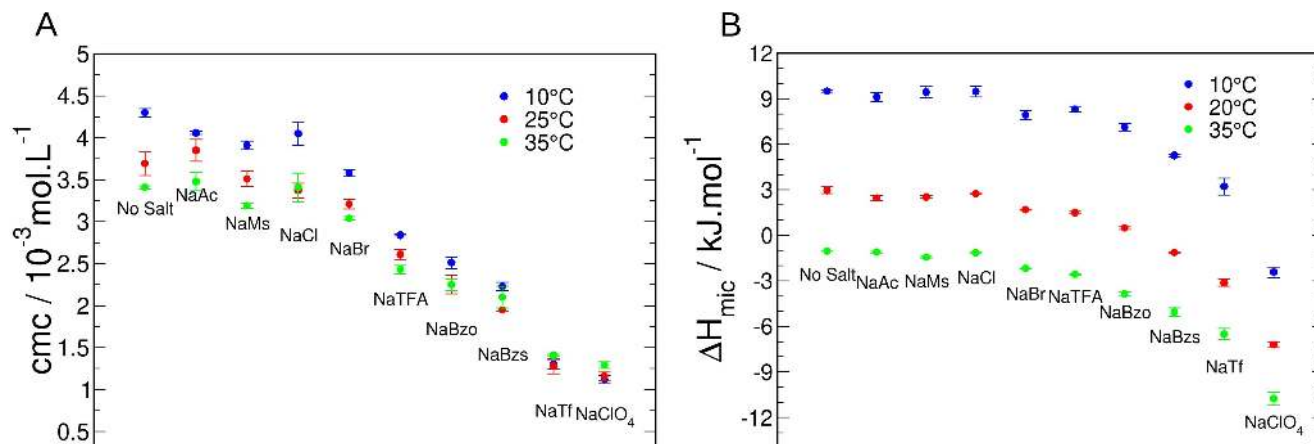 A
cmc / 10⁻³mol.L⁻¹
5
4.5
4
3.5
3
2.5
2
1.5
1
0.5
10°C
25°C
35°C
No Salt
NaAc
NaMs
NaCl
NaBr
NaTFA
NaBzo
NaBzs
NaTf
NaClO₄
B
ΔH_mic / kJ.mol⁻¹
12
9
6
3
0
-3
-6
-9
-12
10°C
20°C
35°C
No Salt
NaAc
NaMs
NaCl
NaBr
NaTFA
NaBzo
NaBzs
NaTf
NaClO₄